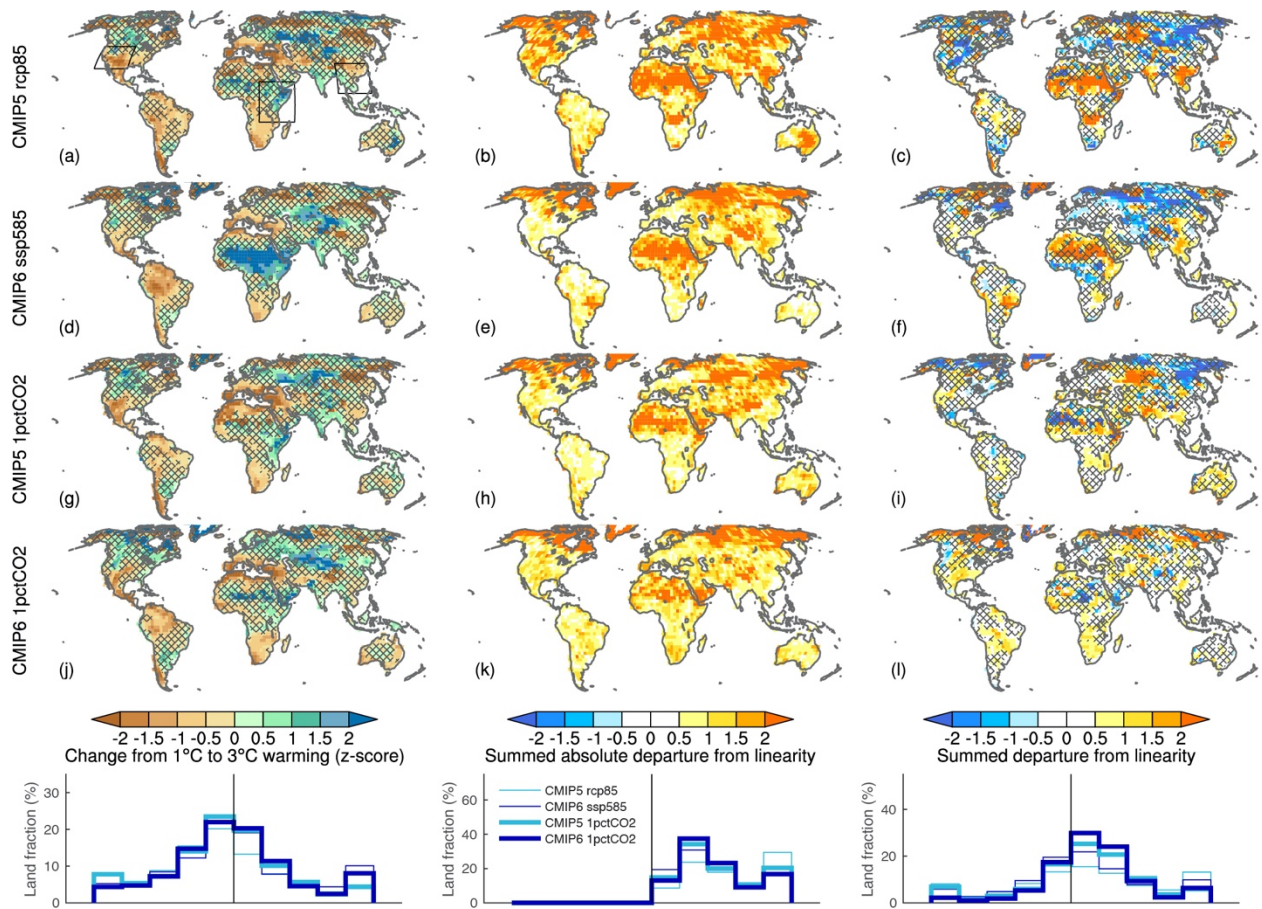 CMIP5 rcp85
(a)
(b)
(c)
CMIP6 ssp585
(d)
(e)
(f)
CMIP5 1pctCO2
(g)
(h)
(i)
CMIP6 1pctCO2
(j)
(k)
(l)
-2 -1.5 -1 -0.5 0 0.5 1 1.5 2
Change from 1°C to 3°C warming (z-score)
-2 -1.5 -1 -0.5 0 0.5 1 1.5 2
Summed absolute departure from linearity
-2 -1.5 -1 -0.5 0 0.5 1 1.5 2
Summed departure from linearity
Land fraction (%)
30
20
10
0
Land fraction (%)
60
40
20
0
CMIP5 rcp85
CMIP6 ssp585
CMIP5 1pctCO2
CMIP6 1pctCO2
Land fraction (%)
40
20
0